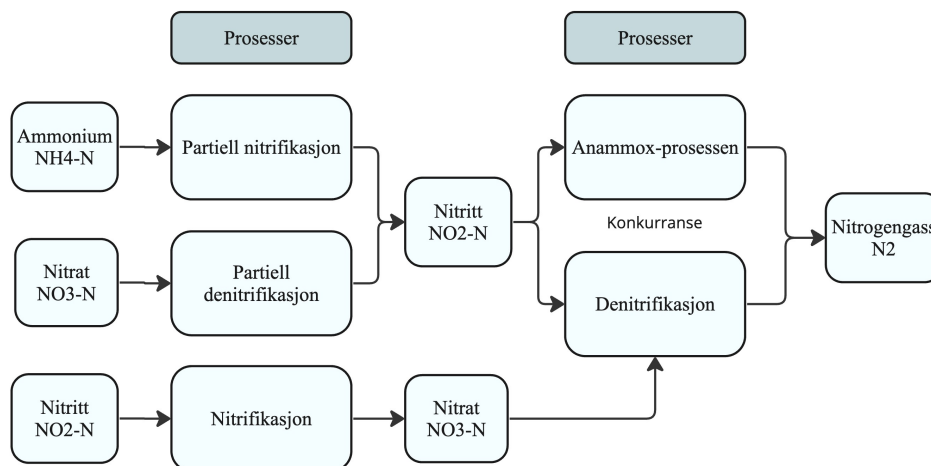 Prosesser
Prosesser
Ammonium
NH4-N
Partiell nitrifikasjon
Anammox-prosessen
Nitritt
NO2-N
Konkurranse
Nitrogengass
N2
Nitrat
NO3-N
Partiell
denitrifikasjon
Denitrifikasjon
Nitritt
NO2-N
Nitrifikasjon
Nitrat
NO3-N